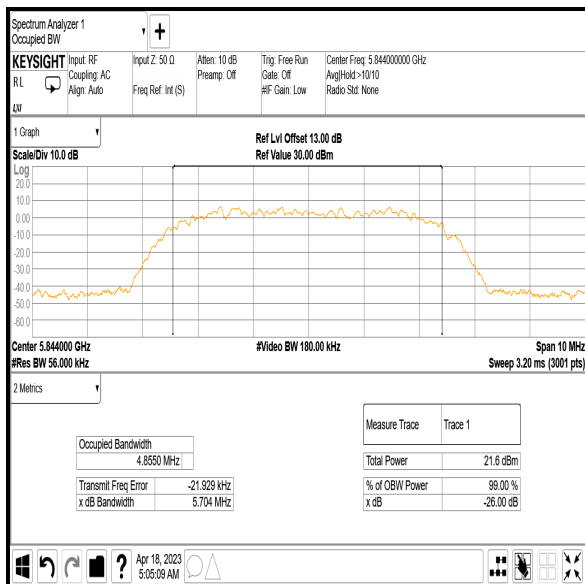 Spectrum Analyzer 1
Occupied BW
KEYSIGHT
RL
LXI
Input: RF
Coupling: AC
Align: Auto
Input Z: 50 Ω
Freq Ref: Int (S)
Atten: 10 dB
Preamp: Off
Trig: Free Run
Gate: Off
#IF Gain: Low
Center Freq: 5.844000000 GHz
Avg|Hold:>10/10
Radio Std: None
1 Graph
Scale/Div 10.0 dB
Ref Lvl Offset 13.00 dB
Ref Value 30.00 dBm
Log
20.0
10.0
0.00
-10.0
-20.0
-30.0
-40.0
-50.0
-60.0
Center 5.844000 GHz
#Video BW 180.00 kHz
Span 10 MHz
#Res BW 56.000 kHz
Sweep 3.20 ms (3001 pts)
2 Metrics
Occupied Bandwidth
4.8550 MHz
Transmit Freq Error -21.929 kHz
x dB Bandwidth 5.704 MHz
Measure Trace Trace 1
Total Power 21.6 dBm
% of OBW Power 99.00 %
x dB -26.00 dB
?
Apr 18, 2023
5:05:09 AM